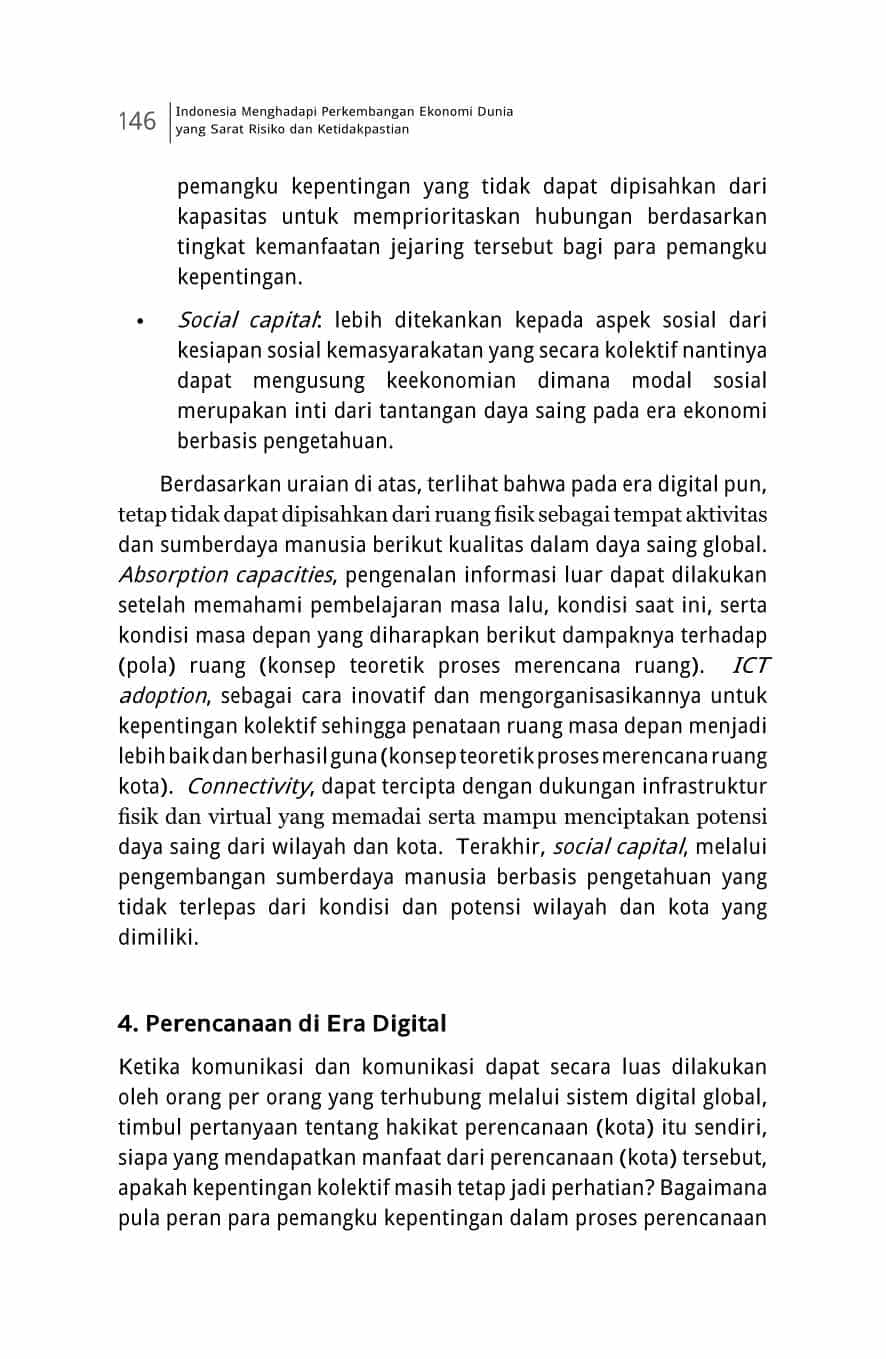 146
Indonesia Menghadapi Perkembangan Ekonomi Dunia
yang Sarat Risiko dan Ketidakpastian
pemangku kepentingan yang tidak dapat dipisahkan dari
kapasitas untuk memprioritaskan hubungan berdasarkan
tingkat kemanfaatan jejaring tersebut bagi para pemangku
kepentingan.
• Social capital: lebih ditekankan kepada aspek sosial dari
kesiapan sosial kemasyarakatan yang secara kolektif nantinya
dapat mengusung keekonomian dimana modal sosial
merupakan inti dari tantangan daya saing pada era ekonomi
berbasis pengetahuan.
Berdasarkan uraian di atas, terlihat bahwa pada era digital pun,
tetap tidak dapat dipisahkan dari ruang fisik sebagai tempat aktivitas
dan sumberdaya manusia berikut kualitas dalam daya saing global.
Absorption capacities, pengenalan informasi luar dapat dilakukan
setelah memahami pembelajaran masa lalu, kondisi saat ini, serta
kondisi masa depan yang diharapkan berikut dampaknya terhadap
(pola) ruang (konsep teoretik proses merencana ruang). ICT
adoption, sebagai cara inovatif dan mengorganisasikannya untuk
kepentingan kolektif sehingga penataan ruang masa depan menjadi
lebih baik dan berhasil guna (konsep teoretik proses merencana ruang
kota). Connectivity, dapat tercipta dengan dukungan infrastruktur
fisik dan virtual yang memadai serta mampu menciptakan potensi
daya saing dari wilayah dan kota. Terakhir, social capital, melalui
pengembangan sumberdaya manusia berbasis pengetahuan yang
tidak terlepas dari kondisi dan potensi wilayah dan kota yang
dimiliki.
4. Perencanaan di Era Digital
Ketika komunikasi dan komunikasi dapat secara luas dilakukan
oleh orang per orang yang terhubung melalui sistem digital global,
timbul pertanyaan tentang hakikat perencanaan (kota) itu sendiri,
siapa yang mendapatkan manfaat dari perencanaan (kota) tersebut,
apakah kepentingan kolektif masih tetap jadi perhatian? Bagaimana
pula peran para pemangku kepentingan dalam proses perencanaan